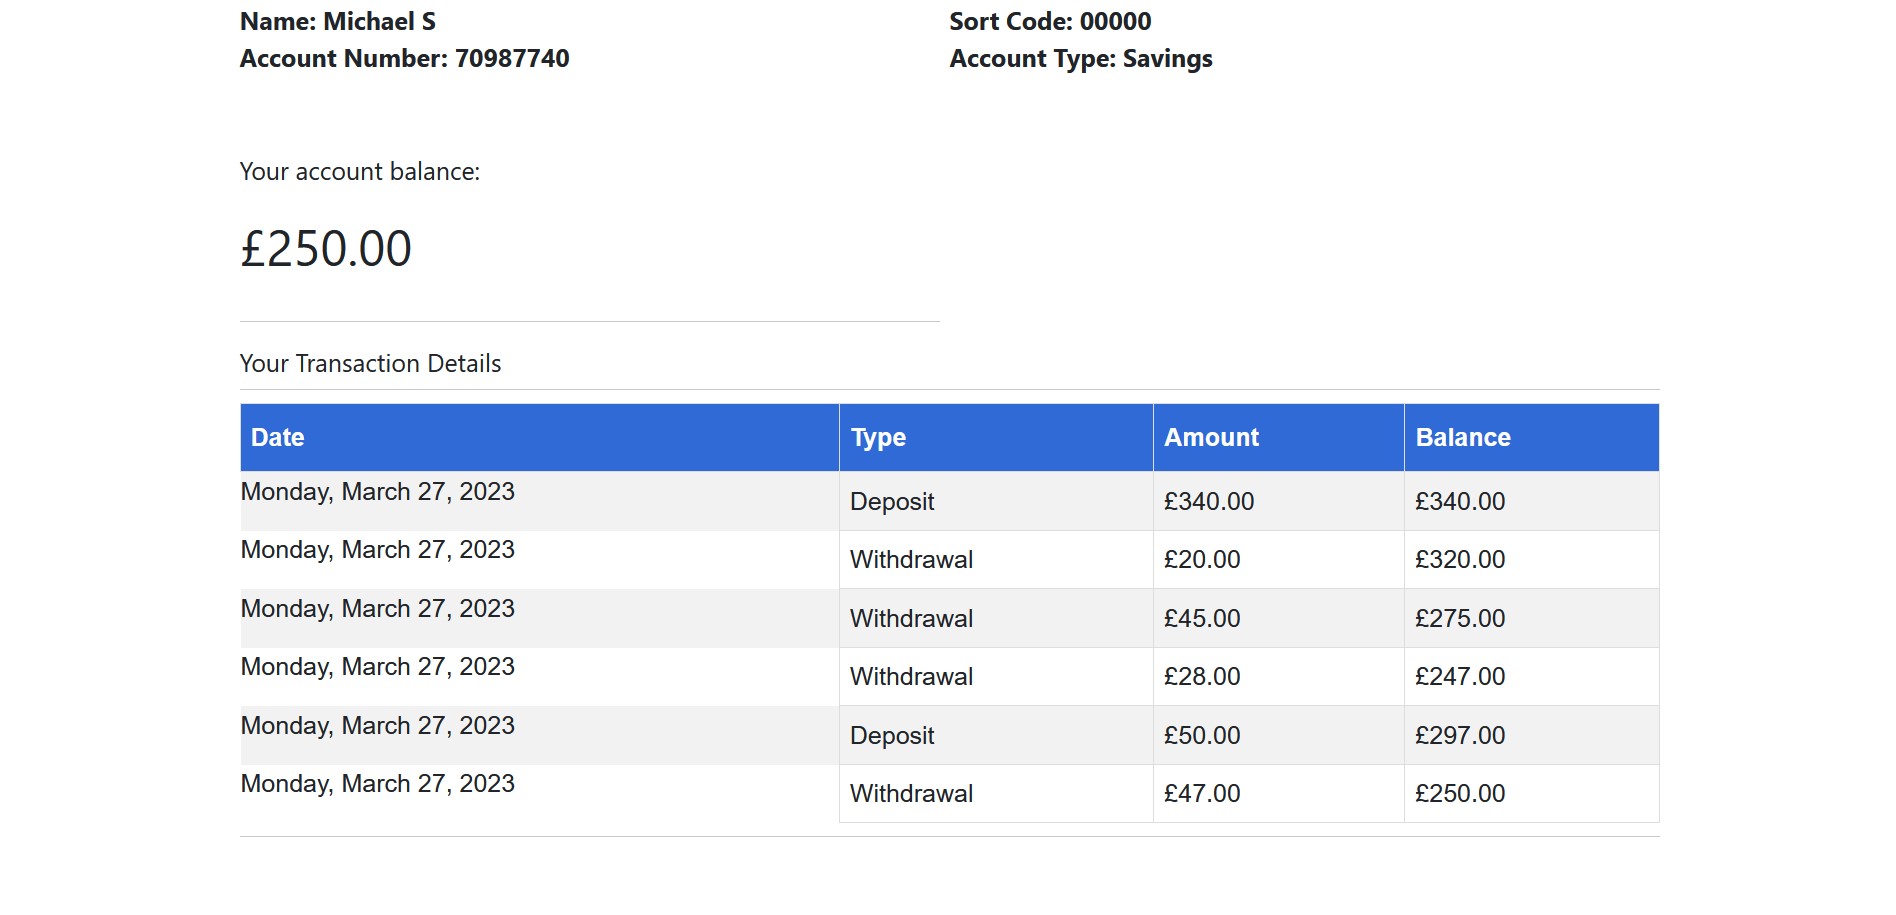 Name: Michael S Sort Code: 00000
Account Number: 70987740 Account Type: Savings
Your account balance:
£250.00
Your Transaction Details
Date Type Amount Balance
Monday, March 27, 2023 Deposit £340.00 £340.00
Monday, March 27, 2023 Withdrawal £20.00 £320.00
Monday, March 27, 2023 Withdrawal £45.00 £275.00
Monday, March 27, 2023 Withdrawal £28.00 £247.00
Monday, March 27, 2023 Deposit £50.00 £297.00
Monday, March 27, 2023 Withdrawal £47.00 £250.00